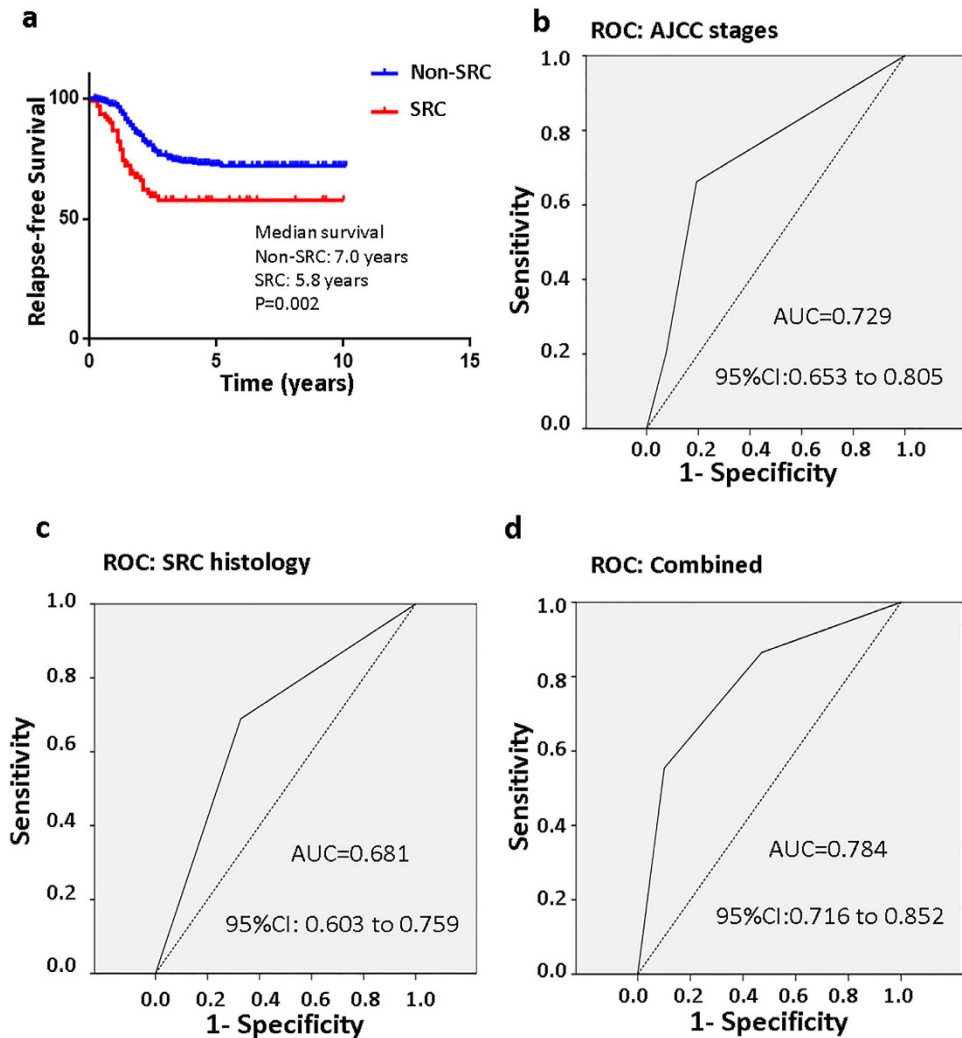 a
Non-SRC
SRC
Relapse-free Survival
100
50
0
Median survival
Non-SRC: 7.0 years
SRC: 5.8 years
P=0.002
0 5 10 15
Time (years)
b
ROC: AJCC stages
Sensitivity
1.0
0.8
0.6
0.4
0.2
0.0
AUC=0.729
95%CI:0.653 to 0.805
0.0 0.2 0.4 0.6 0.8 1.0
1- Specificity
c
ROC: SRC histology
Sensitivity
1.0
0.8
0.6
0.4
0.2
0.0
AUC=0.681
95%CI: 0.603 to 0.759
0.0 0.2 0.4 0.6 0.8 1.0
1- Specificity
d
ROC: Combined
Sensitivity
1.0
0.8
0.6
0.4
0.2
0.0
AUC=0.784
95%CI:0.716 to 0.852
0.0 0.2 0.4 0.6 0.8 1.0
1- Specificity